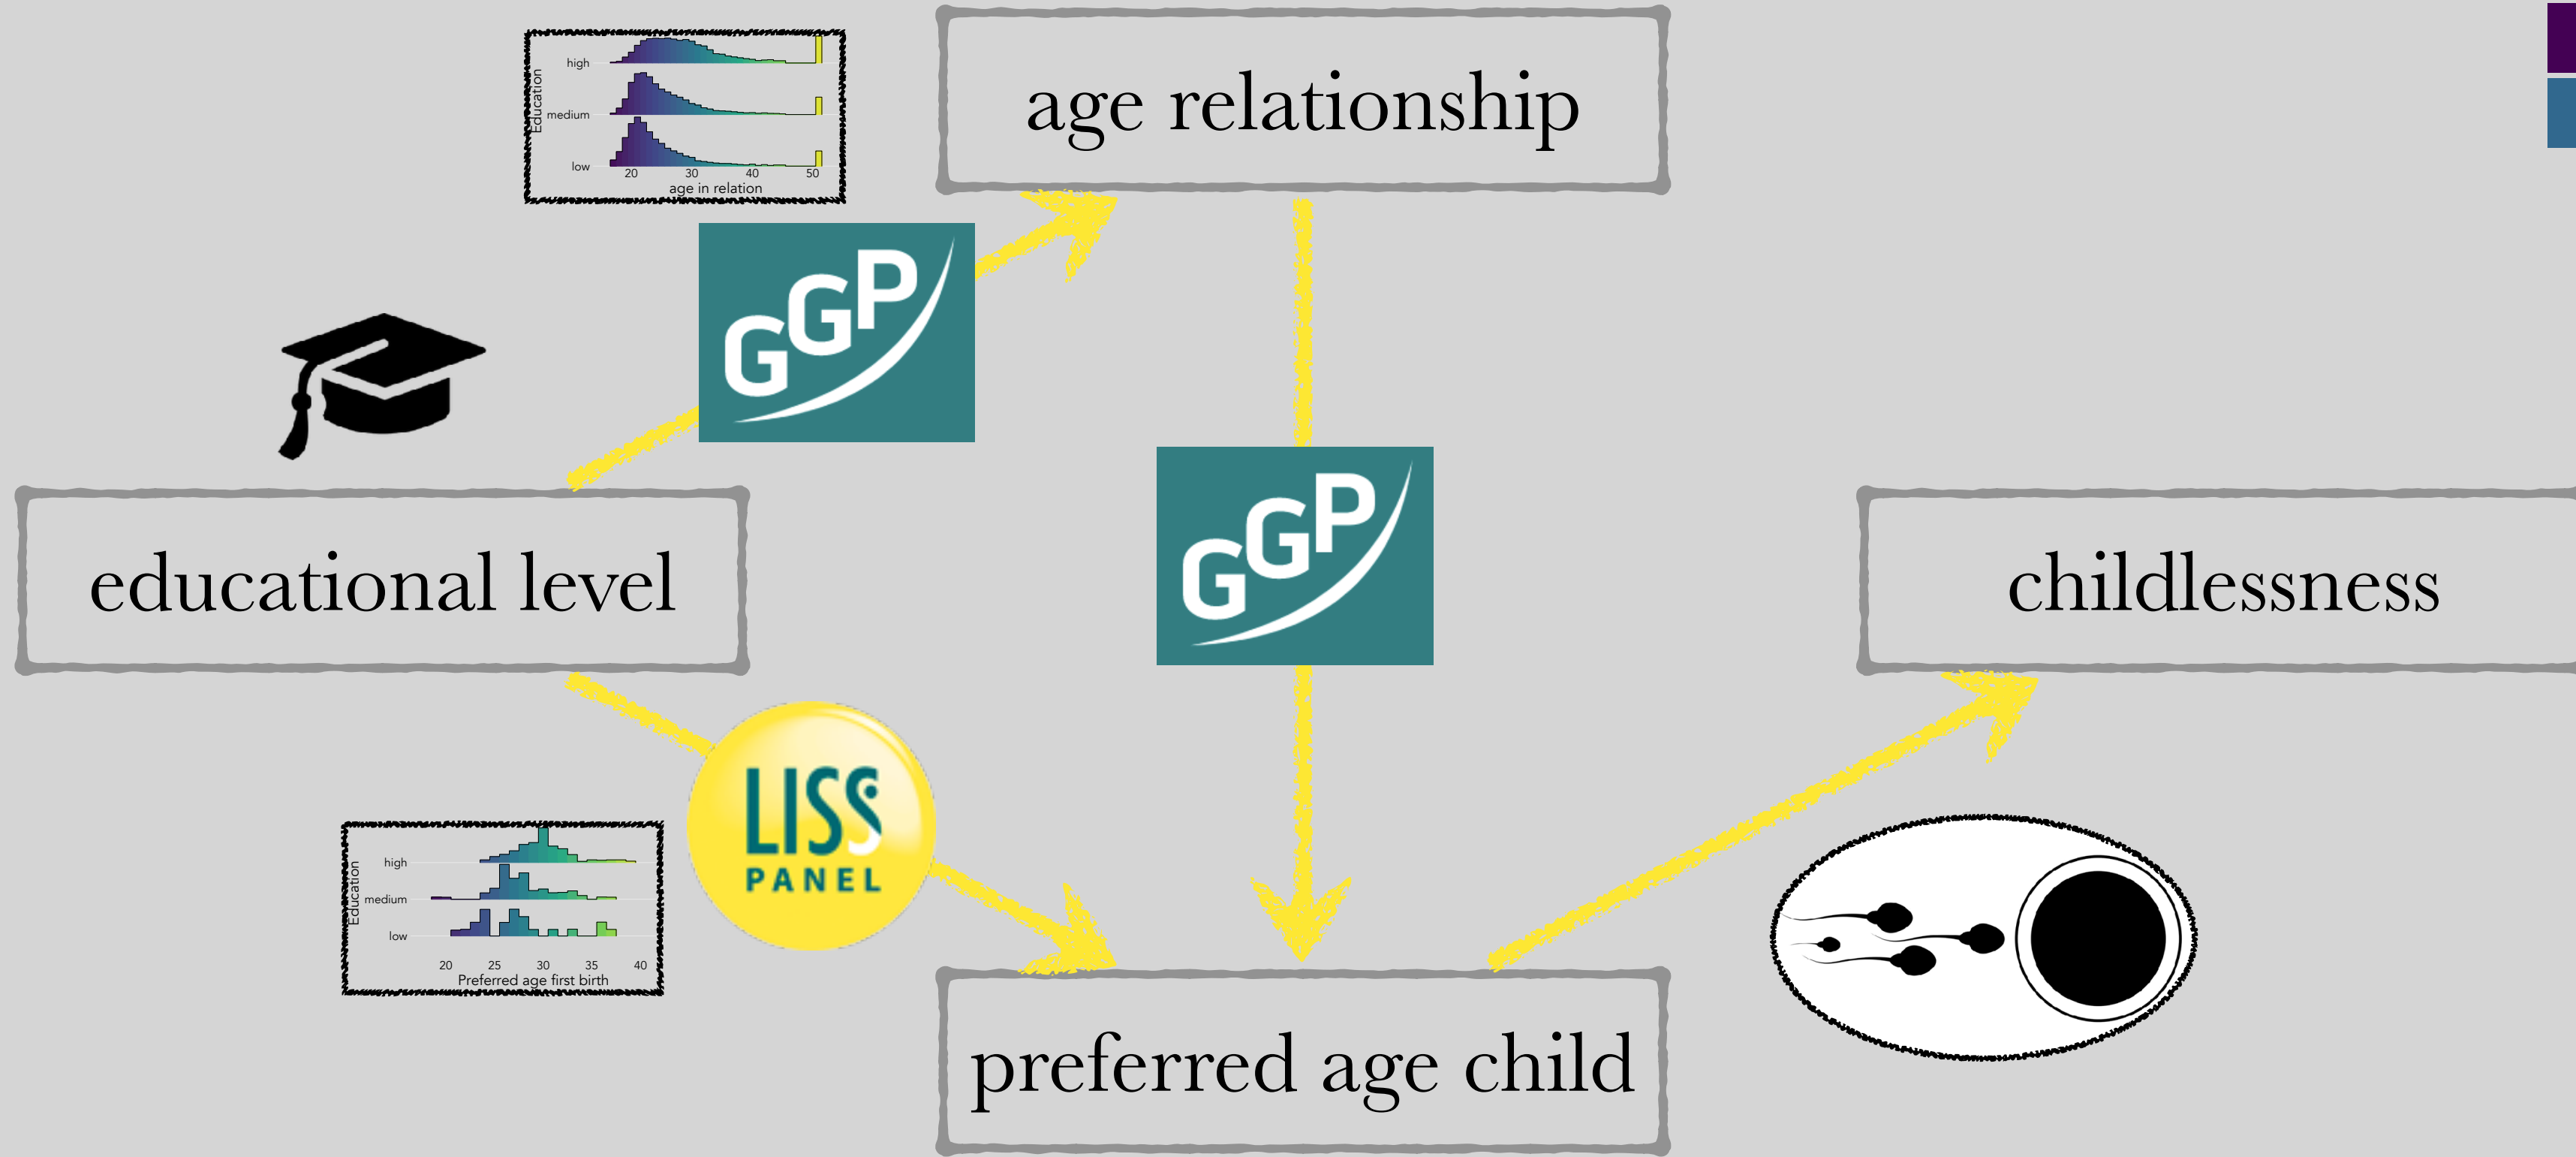 age relationship
high
medium
low
Education
20 30 40 50
age in relation
GGP
GGP
educational level
childlessness
LISS
PANEL
high
medium
low
Education
20 25 30 35 40
Preferred age first birth
preferred age child